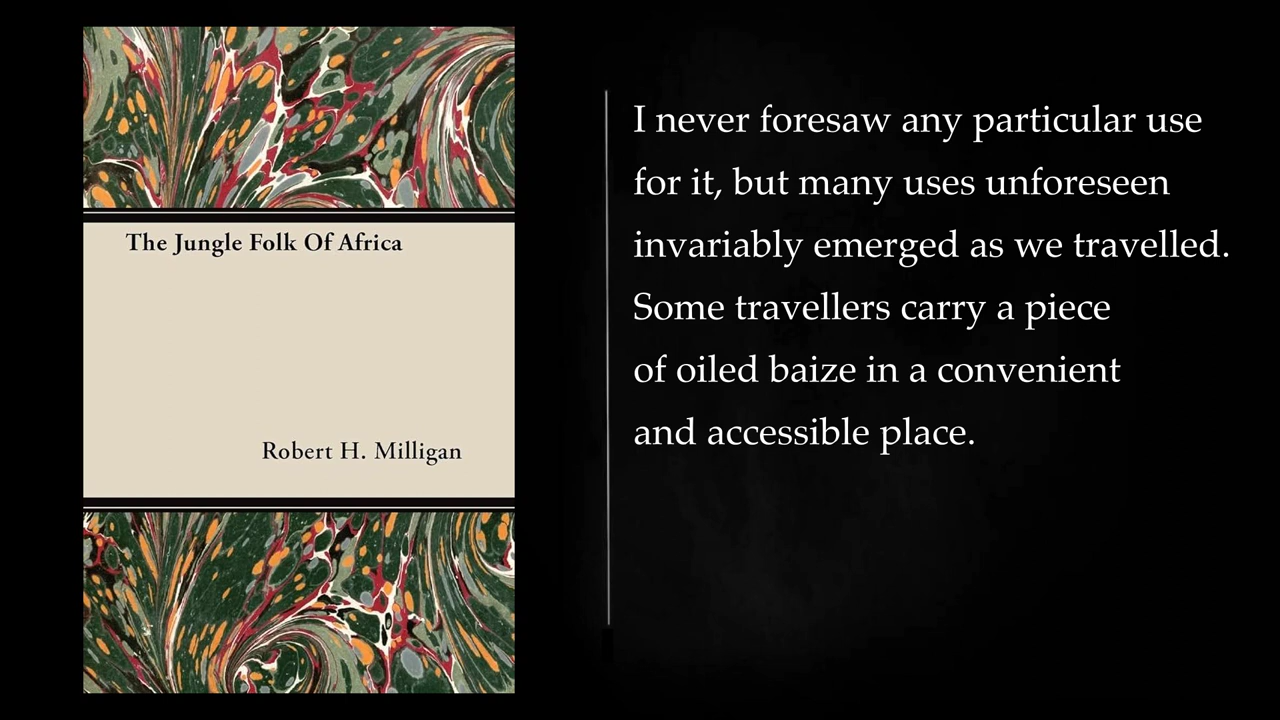 The Jungle Folk Of Africa
Robert H. Milligan
I never foresaw any particular use
for it, but many uses unforeseen
invariably emerged as we travelled.
Some travellers carry a piece
of oiled baize in a convenient
and accessible place.